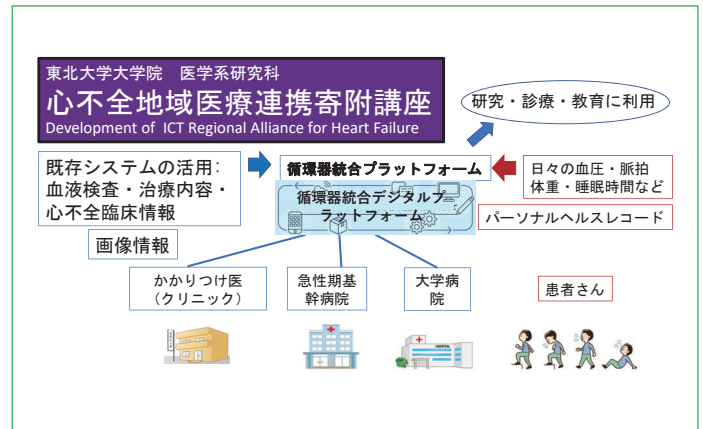 東北大学大学院　医学系研究科
心不全地域医療連携寄附講座
Development of ICT Regional Alliance for Heart Failure
研究・診療・教育に利用
既存システムの活用:
血液検査・治療内容・
心不全臨床情報
循環器統合プラットフォーム
循環器統合デジタルプ
ラットフォーム
日々の血圧・脈拍
体重・睡眠時間など
パーソナルヘルスレコード
画像情報
かかりつけ医
(クリニック)
急性期基
幹病院
大学病
院
患者さん
HOSPITAL